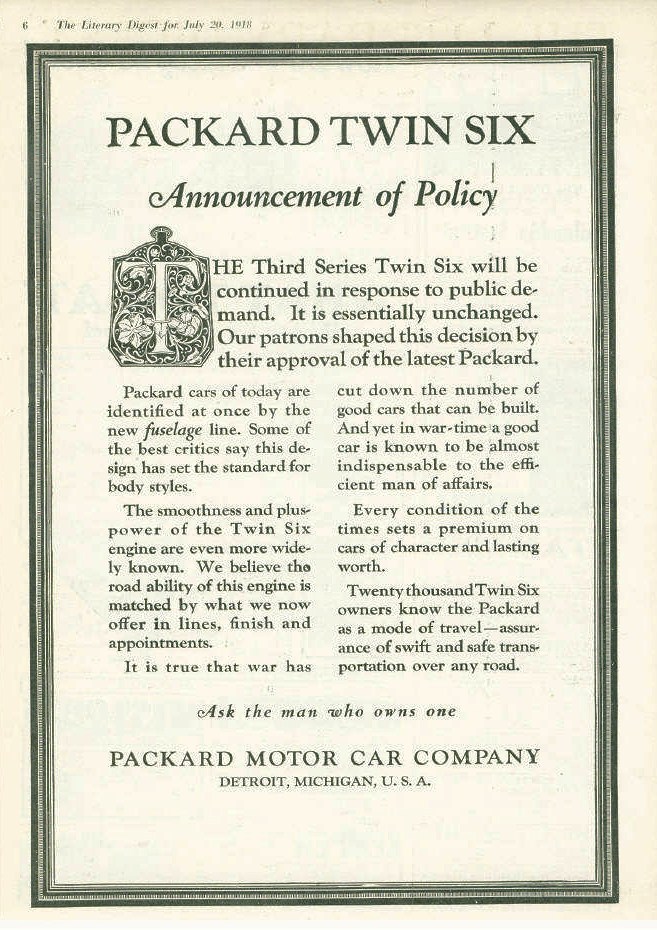 6 The Literary Digest for July 20, 1918
PACKARD TWIN SIX
Announcement of Policy
THE Third Series Twin Six will be
continued in response to public de-
mand. It is essentially unchanged.
Our patrons shaped this decision by
their approval of the latest Packard.
Packard cars of today are
identified at once by the
new fuselage line. Some of
the best critics say this de-
sign has set the standard for
body styles.
The smoothness and plus-
power of the Twin Six
engine are even more wide-
ly known. We believe the
road ability of this engine is
matched by what we now
offer in lines, finish and
appointments.
It is true that war has
cut down the number of
good cars that can be built.
And yet in war-time a good
car is known to be almost
indispensable to the effi-
cient man of affairs.
Every condition of the
times sets a premium on
cars of character and lasting
worth.
Twenty thousand Twin Six
owners know the Packard
as a mode of travel—assur-
ance of swift and safe trans-
portation over any road.
Ask the man who owns one
PACKARD MOTOR CAR COMPANY
DETROIT, MICHIGAN, U. S. A.